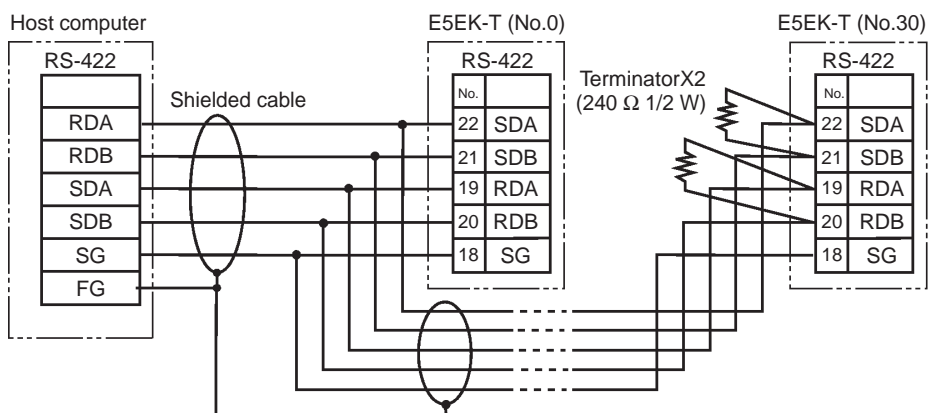 Host computer
RS-422
RDA
RDB
SDA
SDB
SG
FG
Shielded cable
E5EK-T (No.0)
RS-422
No.
22 SDA
21 SDB
19 RDA
20 RDB
18 SG
TerminatorX2
(240 Ω 1/2 W)
E5EK-T (No.30)
RS-422
No.
22 SDA
21 SDB
19 RDA
20 RDB
18 SG